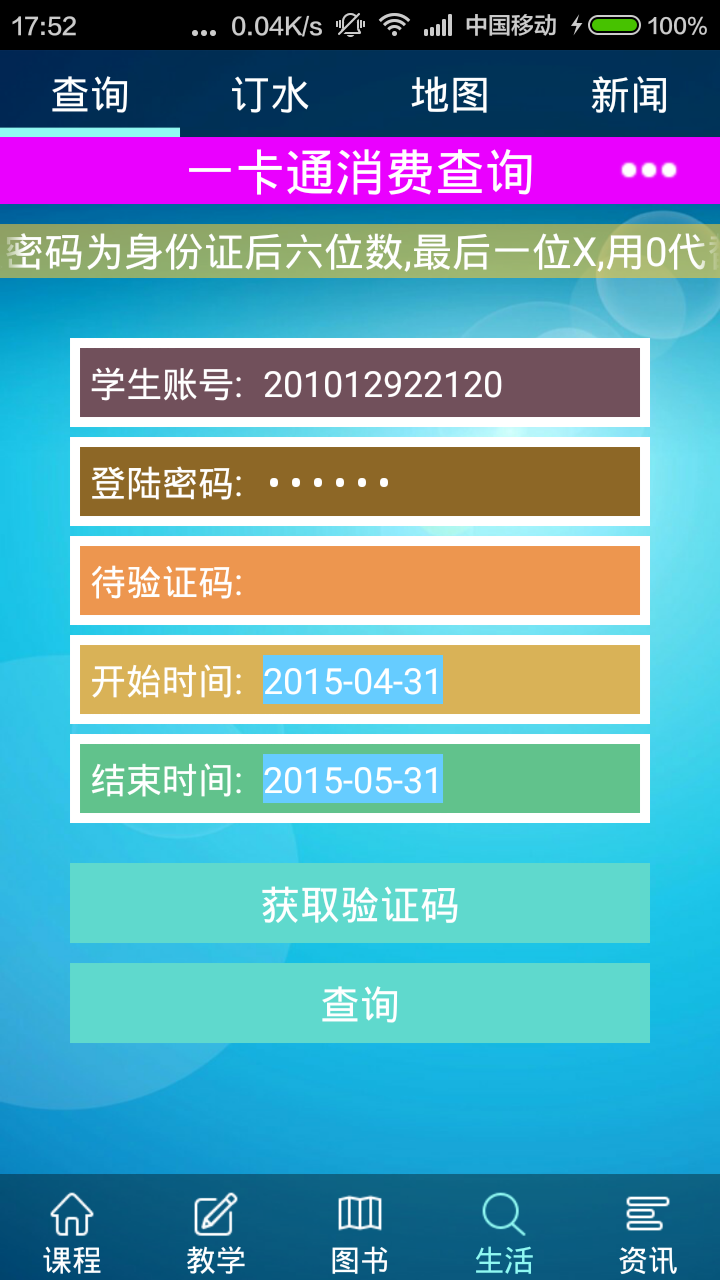 17:52 ... 0.04K/s 中国移动 100%
查询 订水 地图 新闻
一卡通消费查询
密码为身份证后六位数,最后一位X,用0代
学生账号: 201012922120
登陆密码: ••••••
待验证码:
开始时间: 2015-04-31
结束时间: 2015-05-31
获取验证码
查询
课程 教学 图书 生活 资讯